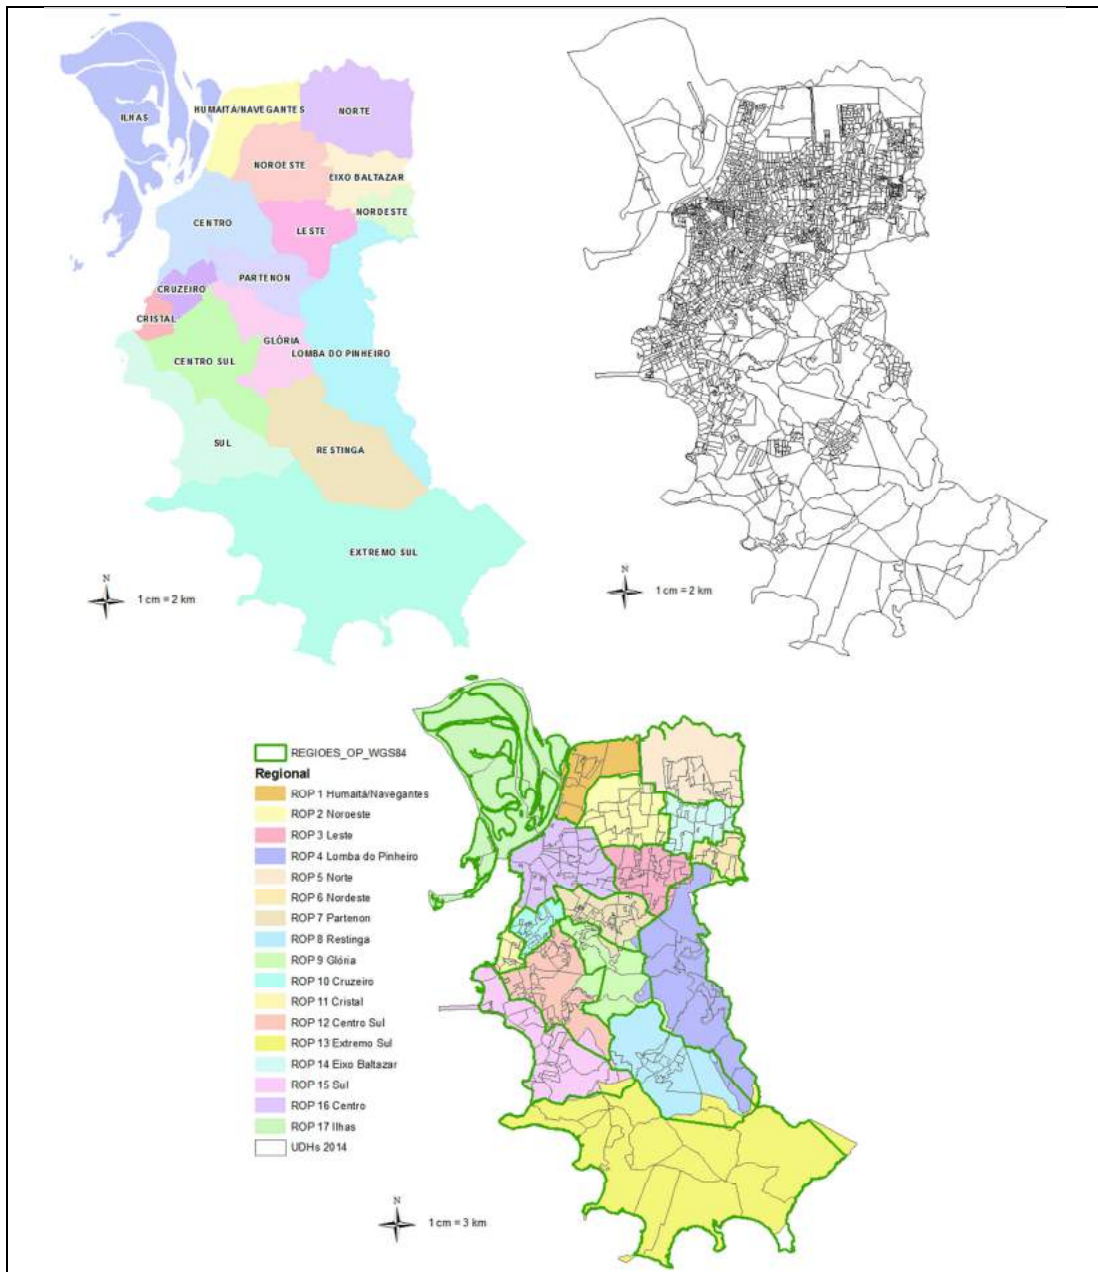 HUMAITÁ/NAVEGANTES
NORTE
ILHAS
NOROESTE
EIXO BALTAZAR
NORDESTE
CENTRO
LESTE
PARTENON
CRUZEIRO
CRISTAL
GLÓRIA
CENTRO SUL
LOMBA DO PINHEIRO
SUL
RESTINGA
EXTREMO SUL
N
1 cm = 2 km
N
1 cm = 2 km
REGIOES_OP_WGS84
Regional
ROP 1 Humaitá/Navegantes
ROP 2 Noroeste
ROP 3 Leste
ROP 4 Lomba do Pinheiro
ROP 5 Norte
ROP 6 Nordeste
ROP 7 Partenon
ROP 8 Restinga
ROP 9 Glória
ROP 10 Cruzeiro
ROP 11 Cristal
ROP 12 Centro Sul
ROP 13 Extremo Sul
ROP 14 Eixo Baltazar
ROP 15 Sul
ROP 16 Centro
ROP 17 Ilhas
UDHs 2014
N
1 cm = 3 km